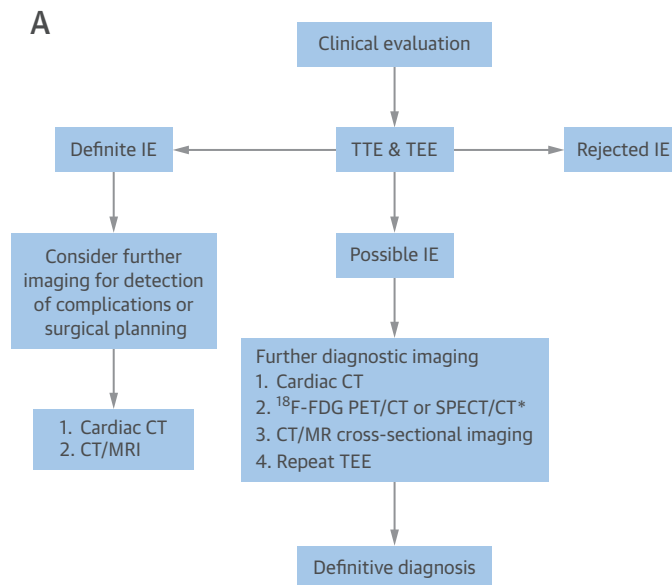 A
Clinical evaluation
Definite IE
TTE & TEE
Rejected IE
Consider further
imaging for detection
of complications or
surgical planning
Possible IE
Further diagnostic imaging
1. Cardiac CT
2. ¹⁸F-FDG PET/CT or SPECT/CT*
3. CT/MR cross-sectional imaging
4. Repeat TEE
1. Cardiac CT
2. CT/MRI
Definitive diagnosis